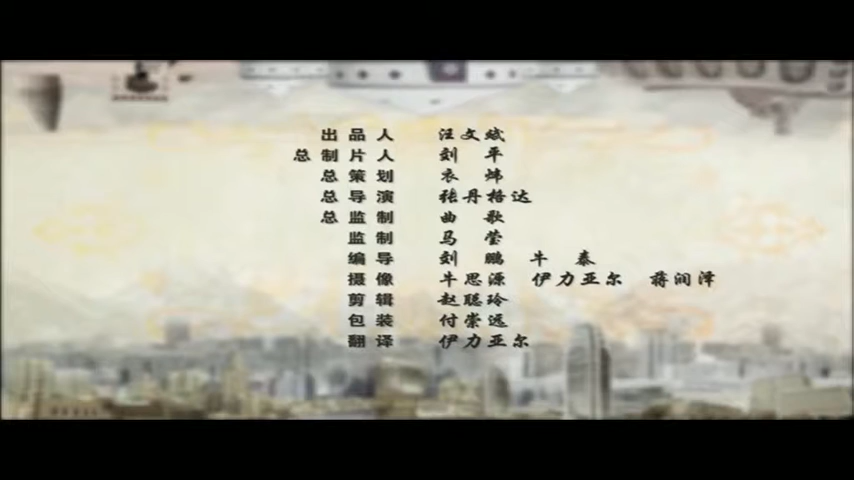 出品人 汪文斌
总制片人 刘平
总策划 衣炜
总导演 张丹格达
总监制 曲歌
监制 马莹
编导 刘鹏 牛泰
摄像 牛思源 伊力亚尔 蒋润泽
剪辑 赵聪玲
包装 付崇远
翻译 伊力亚尔